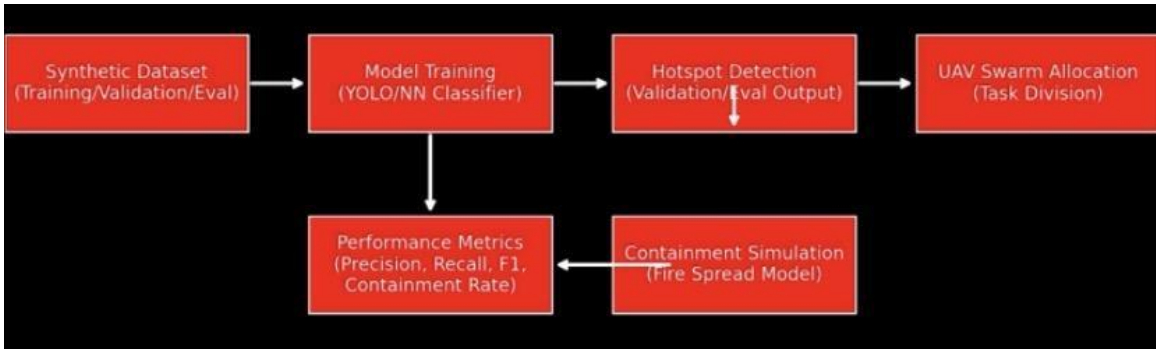 Synthetic Dataset
(Training/Validation/Eval)
Model Training
(YOLO/NN Classifier)
Hotspot Detection
(Validation/Eval Output)
UAV Swarm Allocation
(Task Division)
Performance Metrics
(Precision, Recall, F1,
Containment Rate)
Containment Simulation
(Fire Spread Model)